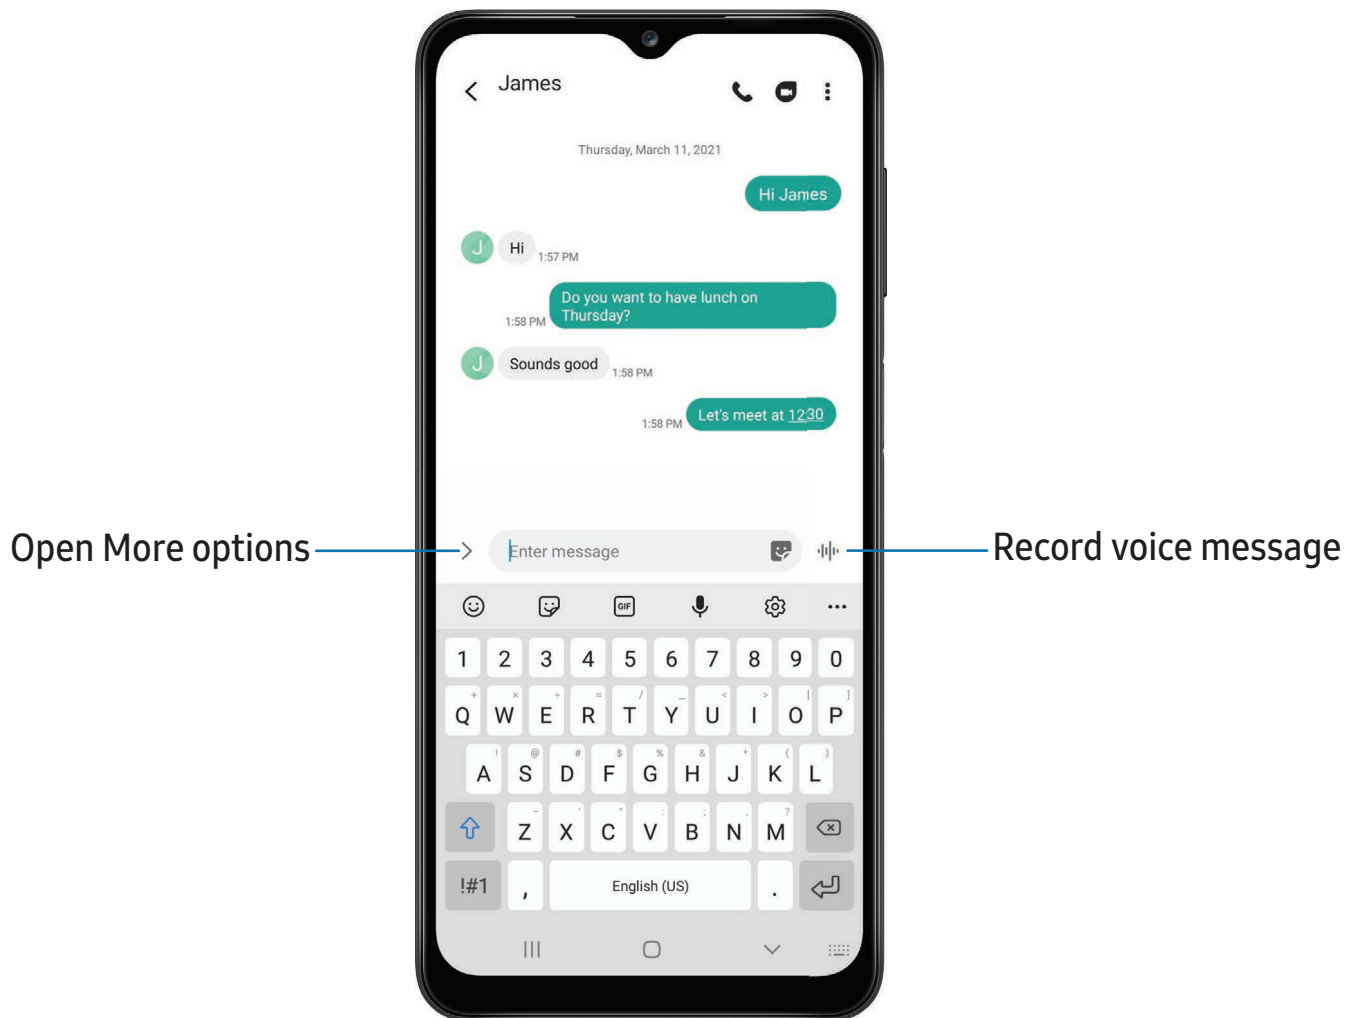 James
Thursday, March 11, 2021
Hi James
J
Hi
1:57 PM
Do you want to have lunch on
Thursday?
1:58 PM
J
Sounds good
1:58 PM
1:58 PM
Let's meet at 1230
Open More options
Enter message
Record voice message
GIF
1 2 3 4 5 6 7 8 9 0
+ × ÷ = / _ < > | ]
Q W E R T Y U I O P
! @ # $ % & * ( )
A S D F G H J K L
- ' " : ; , ?
Z X C V B N M
!#1 , English (US) .